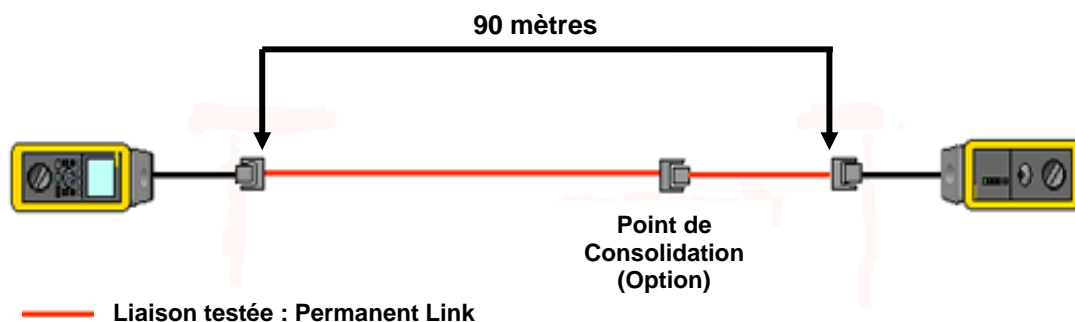 90 mètres
Point de
Consolidation
(Option)
Liaison testée : Permanent Link